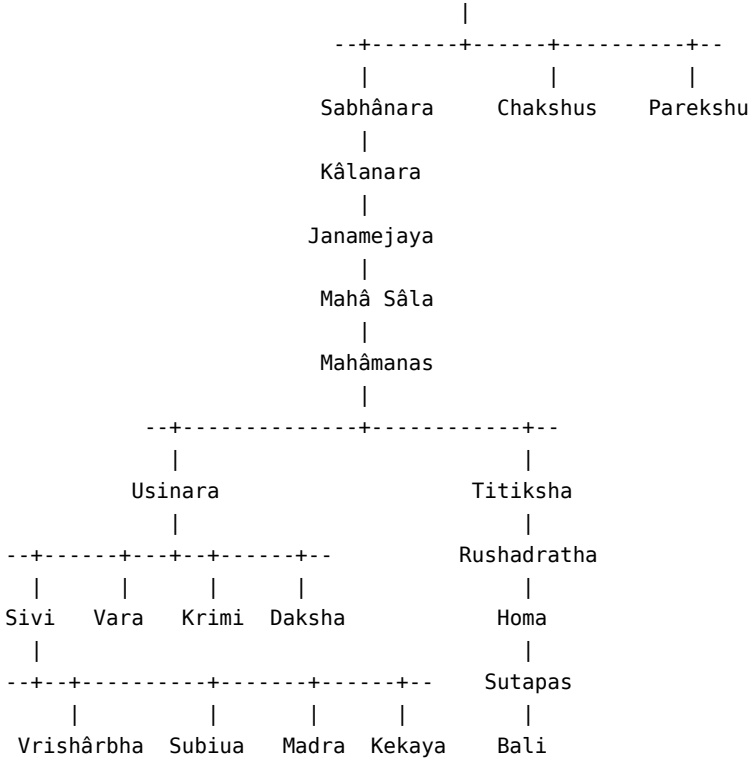 Sabhânara Chakshus Parekshu
Kâlanara
Janamejaya
Mahâ Sâla
Mahâmanas
Usinara Titiksha
Rushadratha
Sivi Vara Krimi Daksha Homa
Sutapas
Vrishârbha Subiua Madra Kekaya Bali